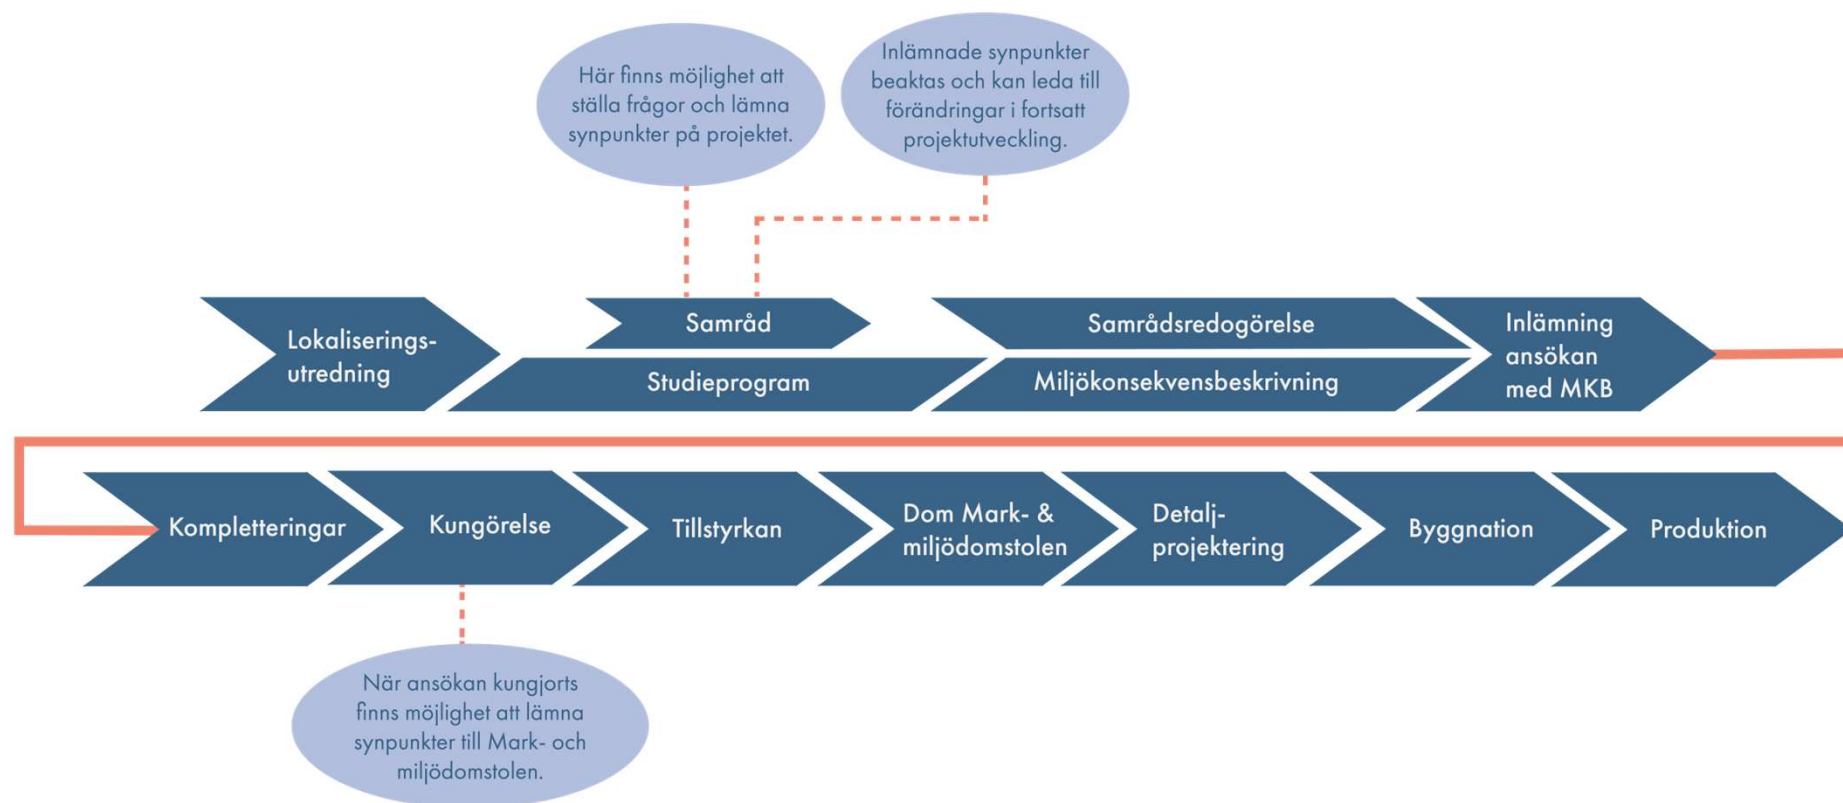 Här finns möjlighet att
ställa frågor och lämna
synpunkter på projektet.
Inlämnade synpunkter
beaktas och kan leda till
förändringar i fortsatt
projektutveckling.
Lokaliserings-
utredning
Samråd
Studieprogram
Samrådsredogörelse
Miljökonsekvensbeskrivning
Inlämning
ansökan
med MKB
Kompletteringar
Kungörelse
Tillstyrkan
Dom Mark- &
miljödomstolen
Detalj-
projektering
Byggnation
Produktion
När ansökan kungjorts
finns möjlighet att lämna
synpunkter till Mark- och
miljödomstolen.